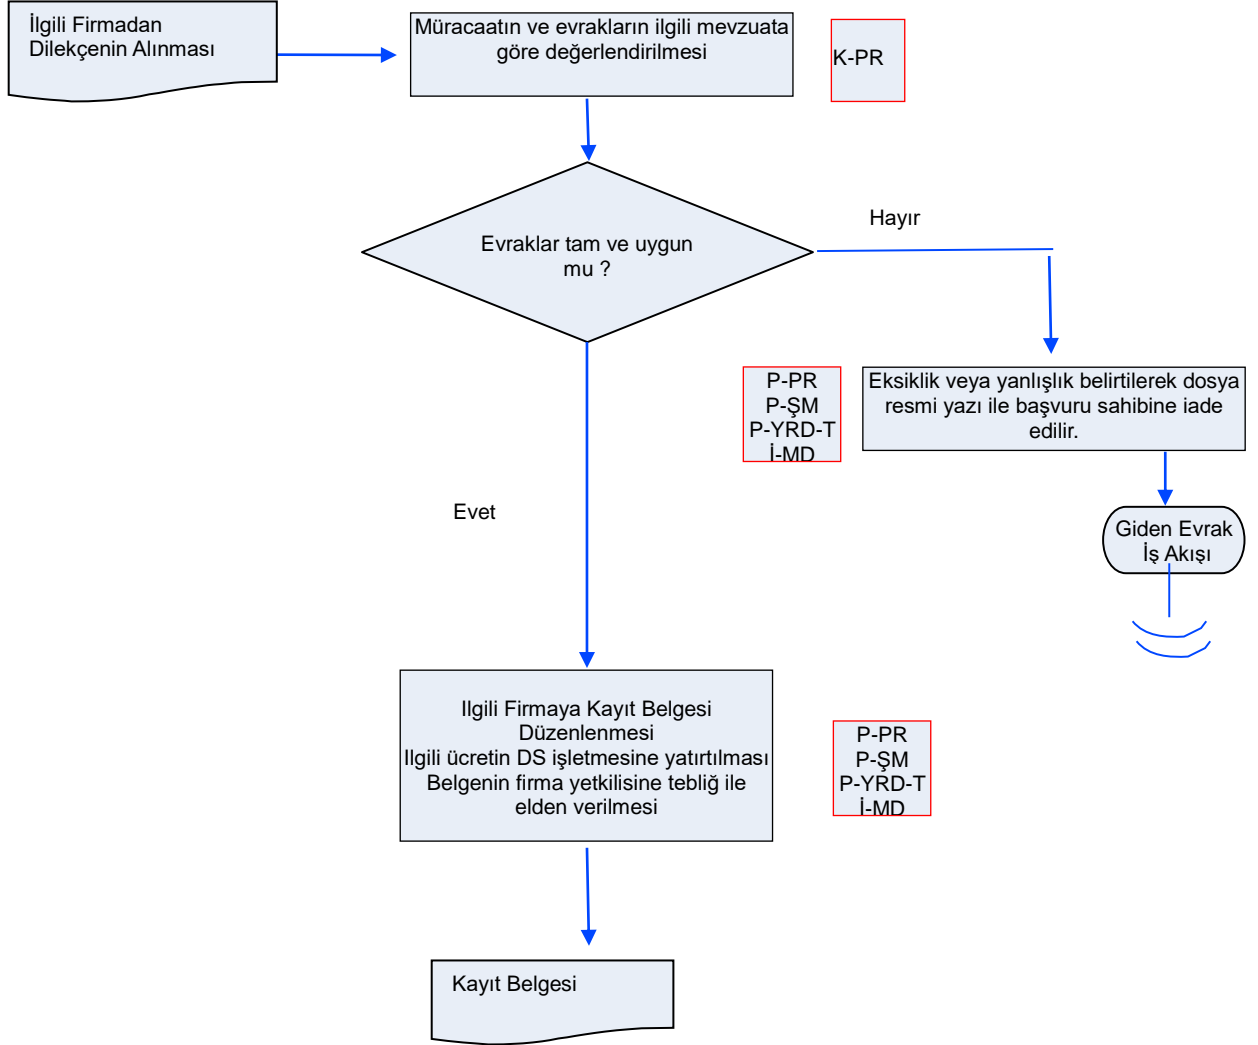 İlgili Firmadan
Dilekçenin Alınması
Müracaatın ve evrakların ilgili mevzuata
göre değerlendirilmesi
K-PR
Evraklar tam ve uygun
mu ?
Hayır
P-PR
P-ŞM
P-YRD-T
İ-MD
Eksiklik veya yanlışlık belirtilerek dosya
resmi yazı ile başvuru sahibine iade
edilir.
Evet
Giden Evrak
İş Akışı
Ilgili Firmaya Kayıt Belgesi
Düzenlenmesi
Ilgili ücretin DS işletmesine yatırtılması
Belgenin firma yetkilisine tebliğ ile
elden verilmesi
P-PR
P-ŞM
P-YRD-T
İ-MD
Kayıt Belgesi